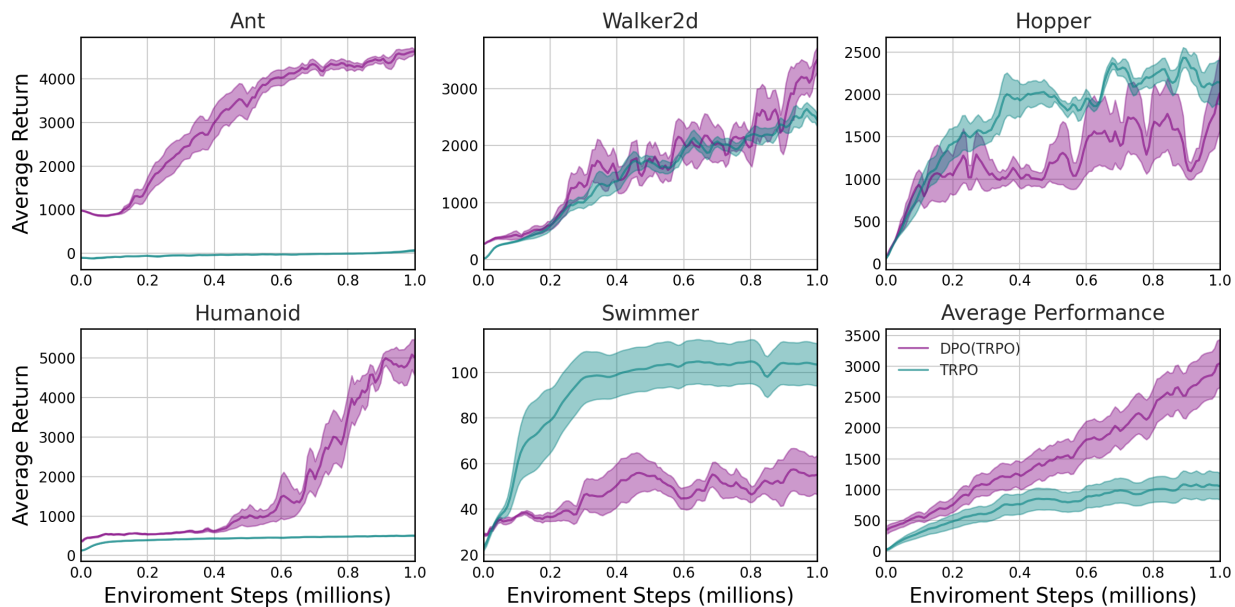 Ant
Walker2d
Hopper
Average Return
4000
3000
2000
1000
0
0.0 0.2 0.4 0.6 0.8 1.0
3000
2000
1000
0
0.0 0.2 0.4 0.6 0.8 1.0
2500
2000
1500
1000
500
0
0.0 0.2 0.4 0.6 0.8 1.0
Humanoid
Swimmer
Average Performance
Average Return
5000
4000
3000
2000
1000
0
0.0 0.2 0.4 0.6 0.8 1.0
Enviroment Steps (millions)
100
80
60
40
20
0.0 0.2 0.4 0.6 0.8 1.0
Enviroment Steps (millions)
3500
3000
2500
2000
1500
1000
500
0
DPO(TRPO)
TRPO
0.0 0.2 0.4 0.6 0.8 1.0
Enviroment Steps (millions)